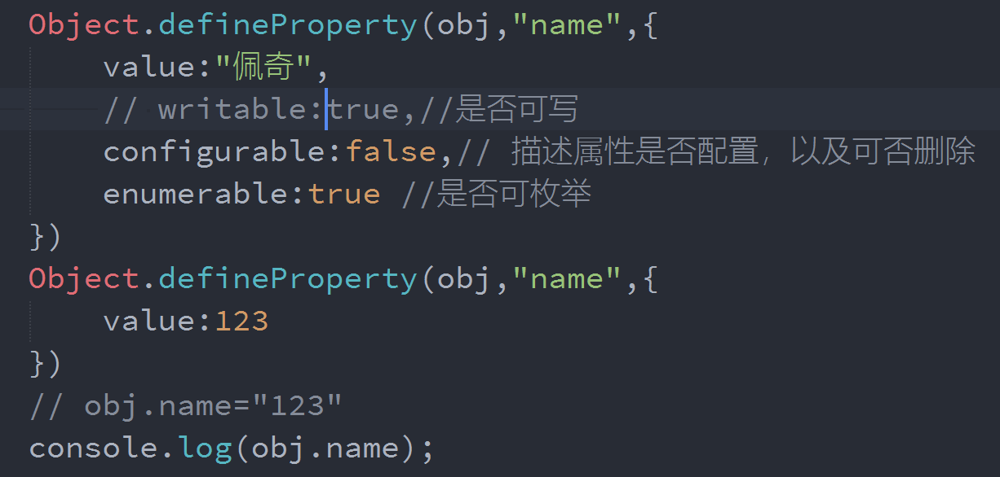 Object.defineProperty(obj,"name",{
    value:"佩奇",
    // writable:true,//是否可写
    configurable:false,// 描述属性是否配置，以及可否删除
    enumerable:true //是否可枚举
})
Object.defineProperty(obj,"name",{
    value:123
})
// obj.name="123"
console.log(obj.name);